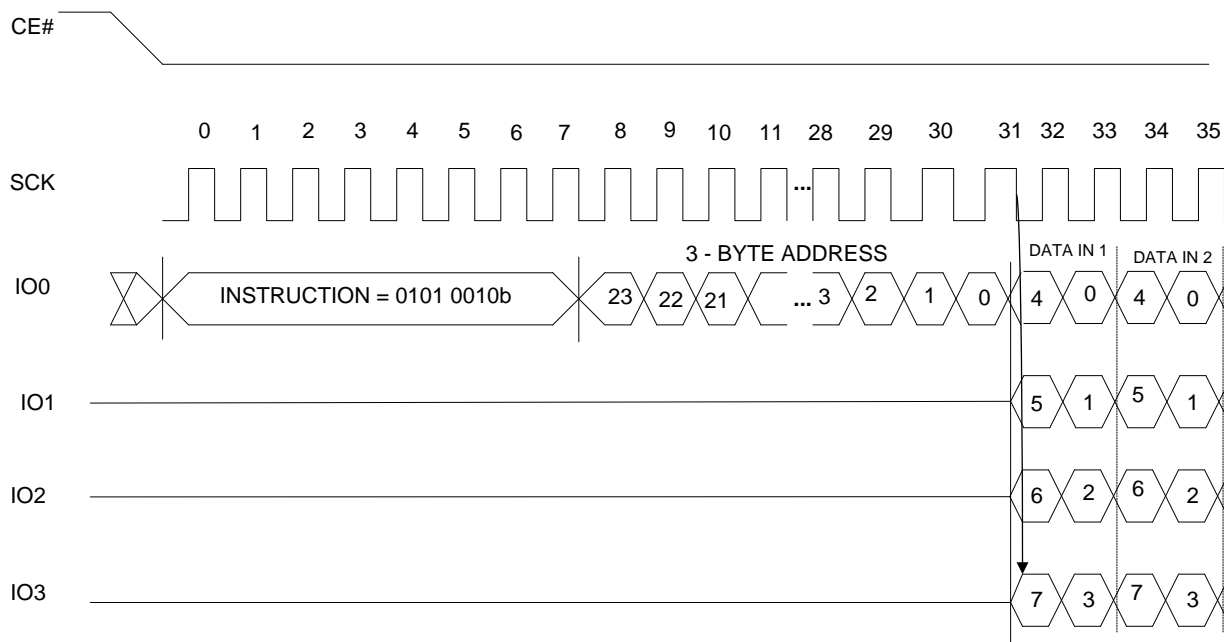 CE#
0 1 2 3 4 5 6 7 8 9 10 11 28 29 30 31 32 33 34 35
SCK ...
3 - BYTE ADDRESS DATA IN 1 DATA IN 2
IO0 INSTRUCTION = 0101 0010b 23 22 21 ... 3 2 1 0 4 0 4 0
IO1 5 1 5 1
IO2 6 2 6 2
IO3 7 3 7 3